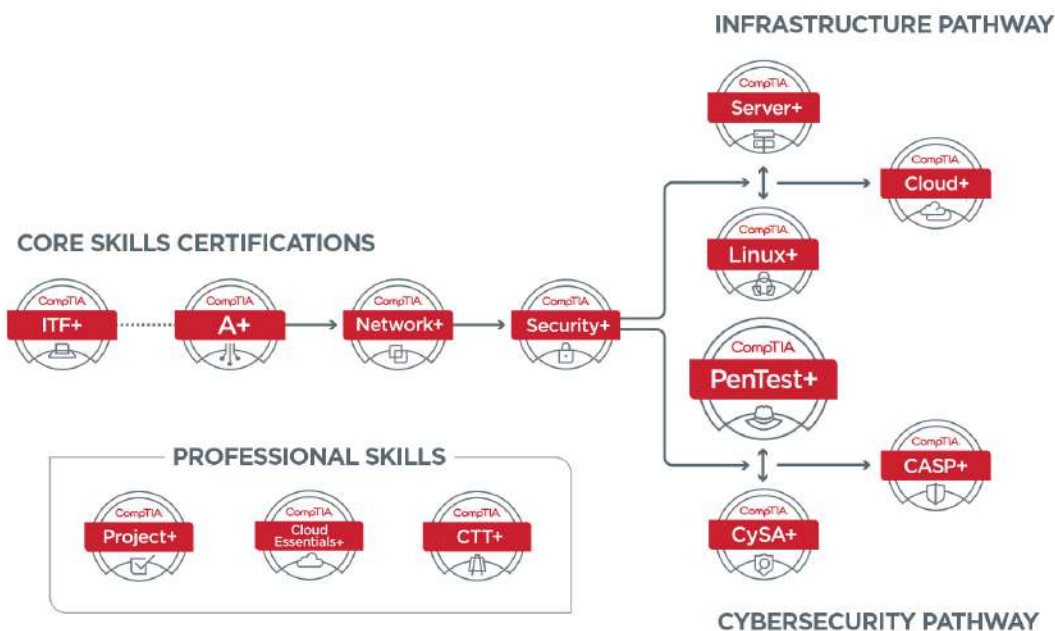 INFRASTRUCTURE PATHWAY
CompTIA
Server+
CompTIA
Cloud+
CompTIA
Linux+
CORE SKILLS CERTIFICATIONS
CompTIA
ITF+
CompTIA
A+
CompTIA
Network+
CompTIA
Security+
CompTIA
PenTest+
CompTIA
CASP+
CompTIA
CySA+
CYBERSECURITY PATHWAY
PROFESSIONAL SKILLS
CompTIA
Project+
CompTIA
Cloud
Essentials+
CompTIA
CTT+